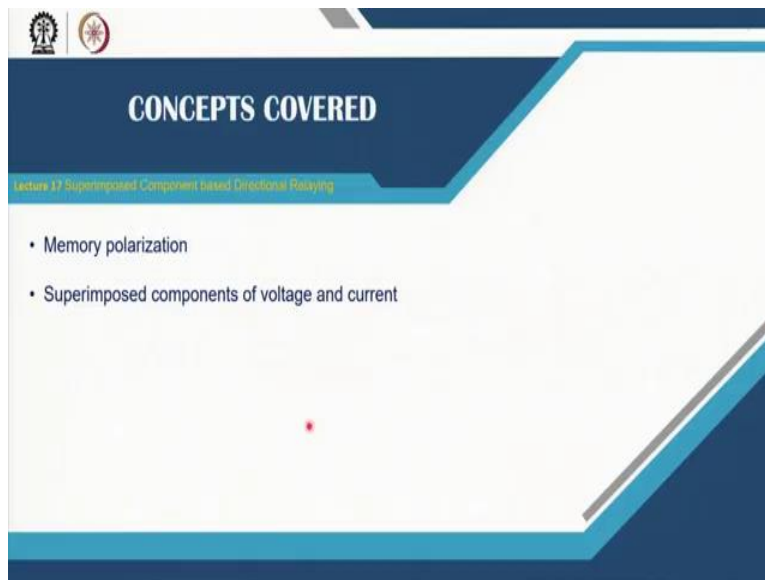 CONCEPTS COVERED
Lecture 17 Superimposed Component based Directional Relaying
• Memory polarization
• Superimposed components of voltage and current